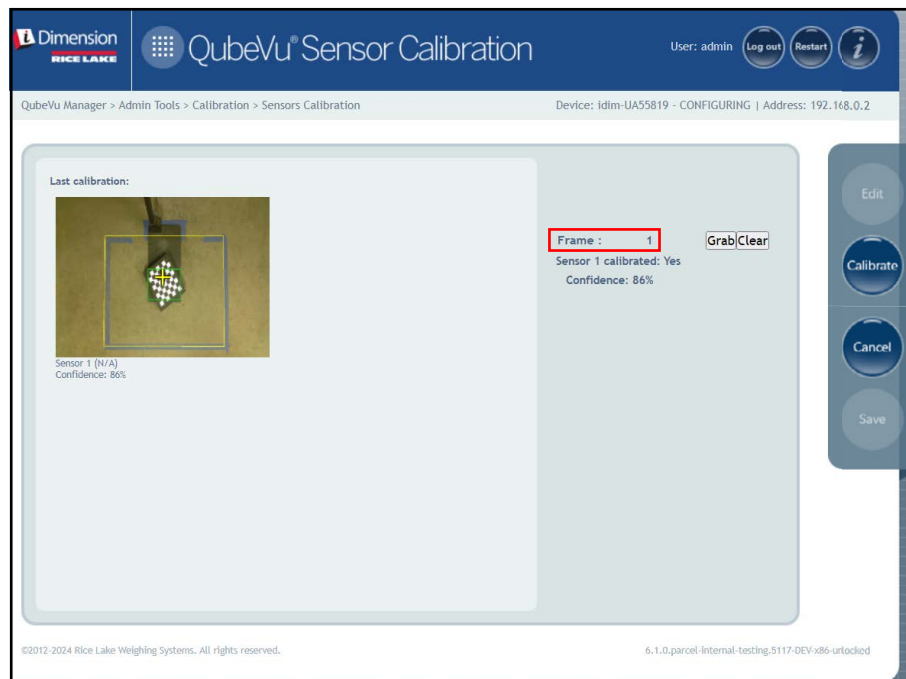 iDimension
RICE LAKE
QubeVu® Sensor Calibration
User: admin
Log out
Restart
i
QubeVu Manager > Admin Tools > Calibration > Sensors Calibration
Device: idim-UA55819 - CONFIGURING | Address: 192.168.0.2
Last calibration:
Edit
Frame : 1
Grab
Clear
Sensor 1 calibrated: Yes
Confidence: 86%
Calibrate
Cancel
Sensor 1 (N/A)
Confidence: 86%
Save
©2012-2024 Rice Lake Weighing Systems. All rights reserved.
6.1.0.parcel-internal-testing.5117-DEV-x86-unlocked